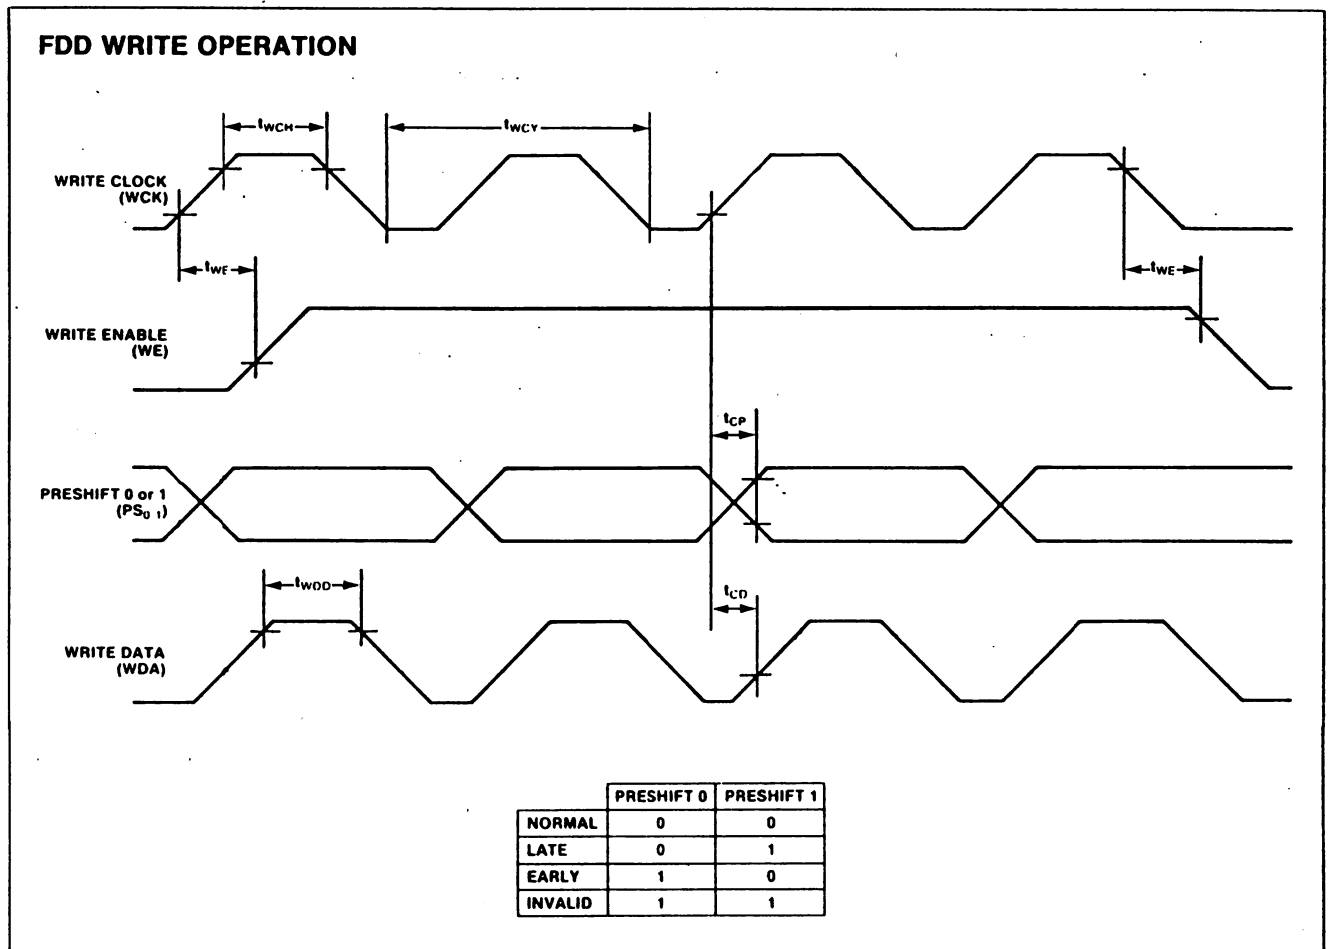 FDD WRITE OPERATION
tWCH
tWCY
WRITE CLOCK
(WCK)
tWE
tWE
WRITE ENABLE
(WE)
tCP
PRESHIFT 0 or 1
(PS0 1)
tWDD
tCD
WRITE DATA
(WDA)
PRESHIFT 0 PRESHIFT 1
NORMAL 0 0
LATE 0 1
EARLY 1 0
INVALID 1 1